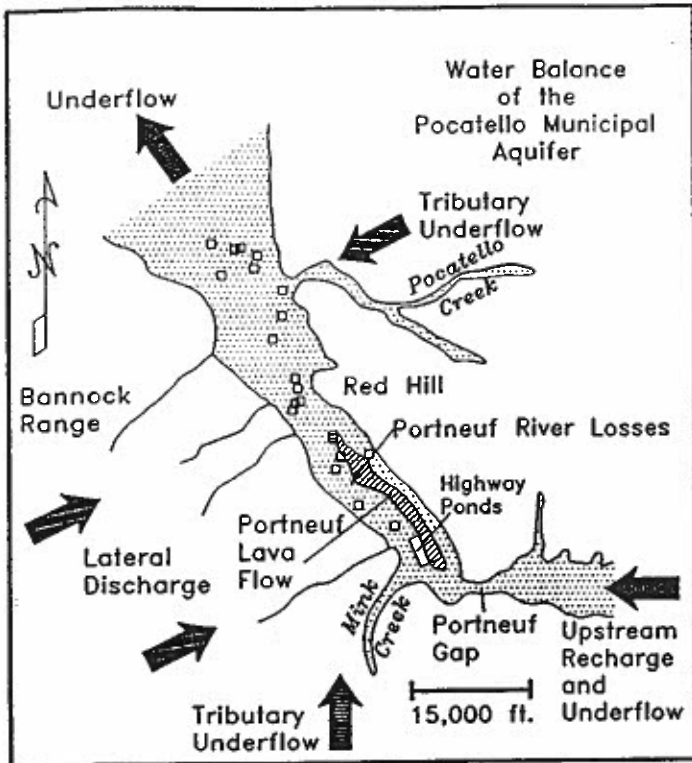 Water Balance
of the
Pocatello Municipal
Aquifer
Underflow
Tributary
Underflow
Pocatello
Creek
N
Bannock
Range
Red Hill
Portneuf River Losses
Highway
Ponds
Portneuf
Lava
Flow
Lateral
Discharge
Mink
Creek
Portneuf
Gap
Upstream
Recharge
and
Underflow
15,000 ft.
Tributary
Underflow